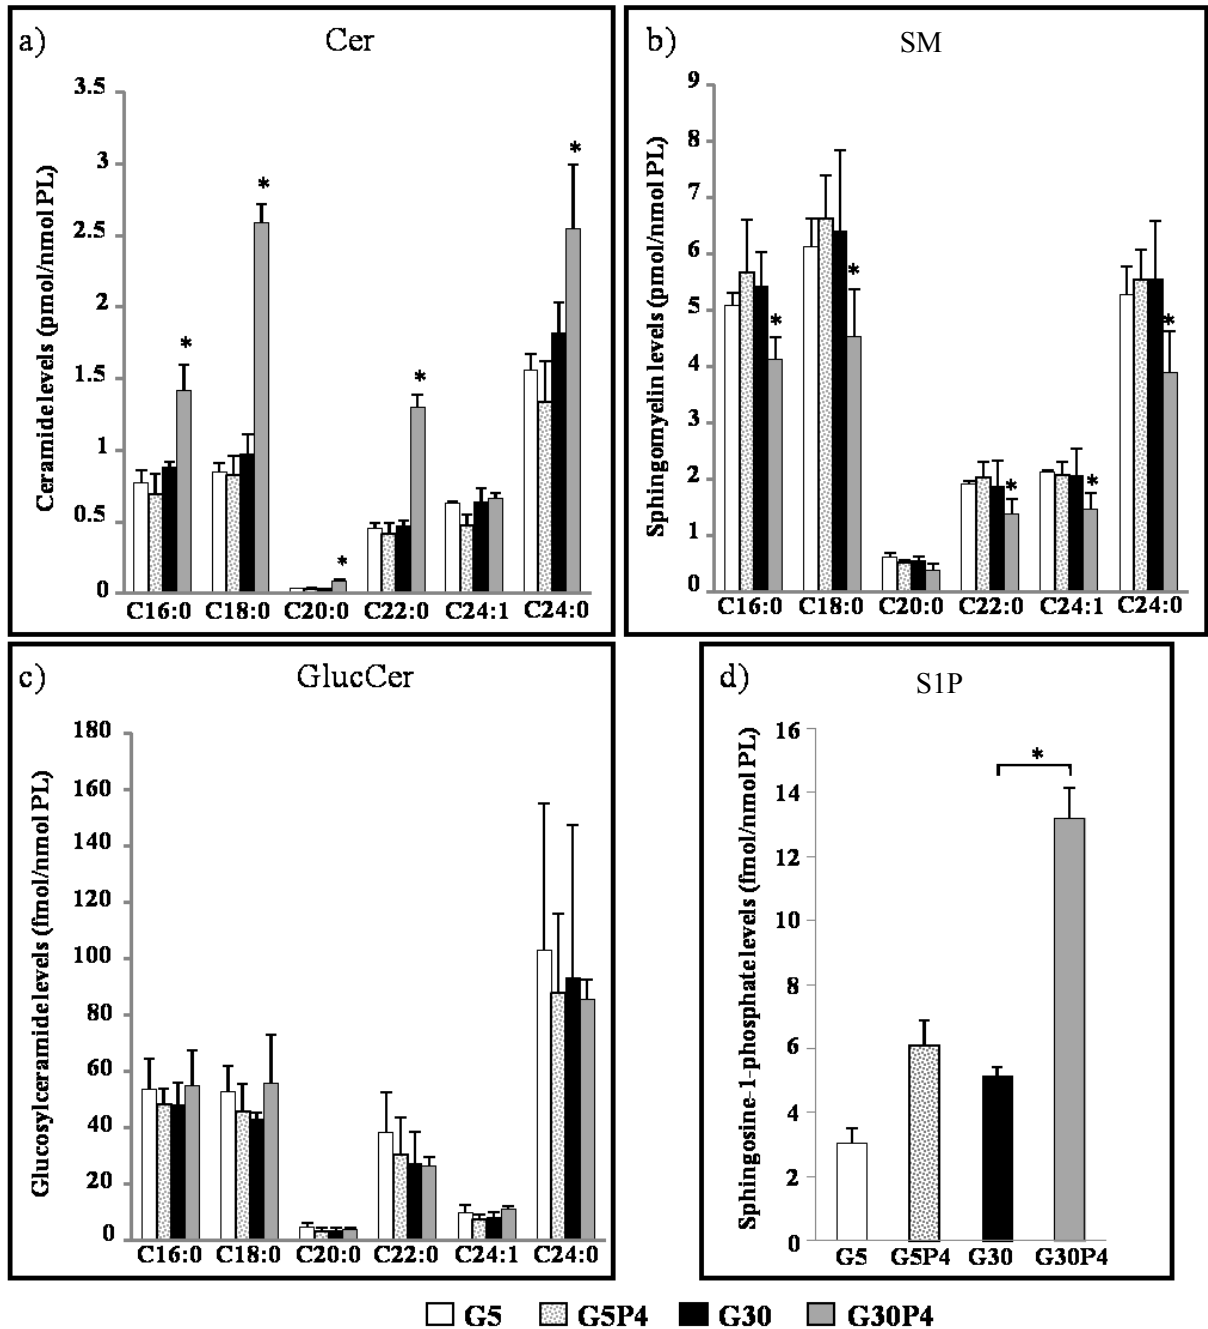 a)
Cer
Ceramide levels (pmol/nmol PL)
3.5
3
2.5
2
1.5
1
0.5
0
*
*
*
*
*
C16:0 C18:0 C20:0 C22:0 C24:1 C24:0
b)
SM
Sphingomyelin levels (pmol/nmol PL)
9
8
7
6
5
4
3
2
1
0
*
*
*
*
*
C16:0 C18:0 C20:0 C22:0 C24:1 C24:0
c)
GlucCer
Glucosylceramide levels (fmol/nmol PL)
180
160
140
120
100
80
60
40
20
0
C16:0 C18:0 C20:0 C22:0 C24:1 C24:0
d)
S1P
Sphingosine-1-phosphate levels (fmol/nmol PL)
16
14
12
10
8
6
4
2
0
*
G5 G5P4 G30 G30P4
G5 G5P4 G30 G30P4